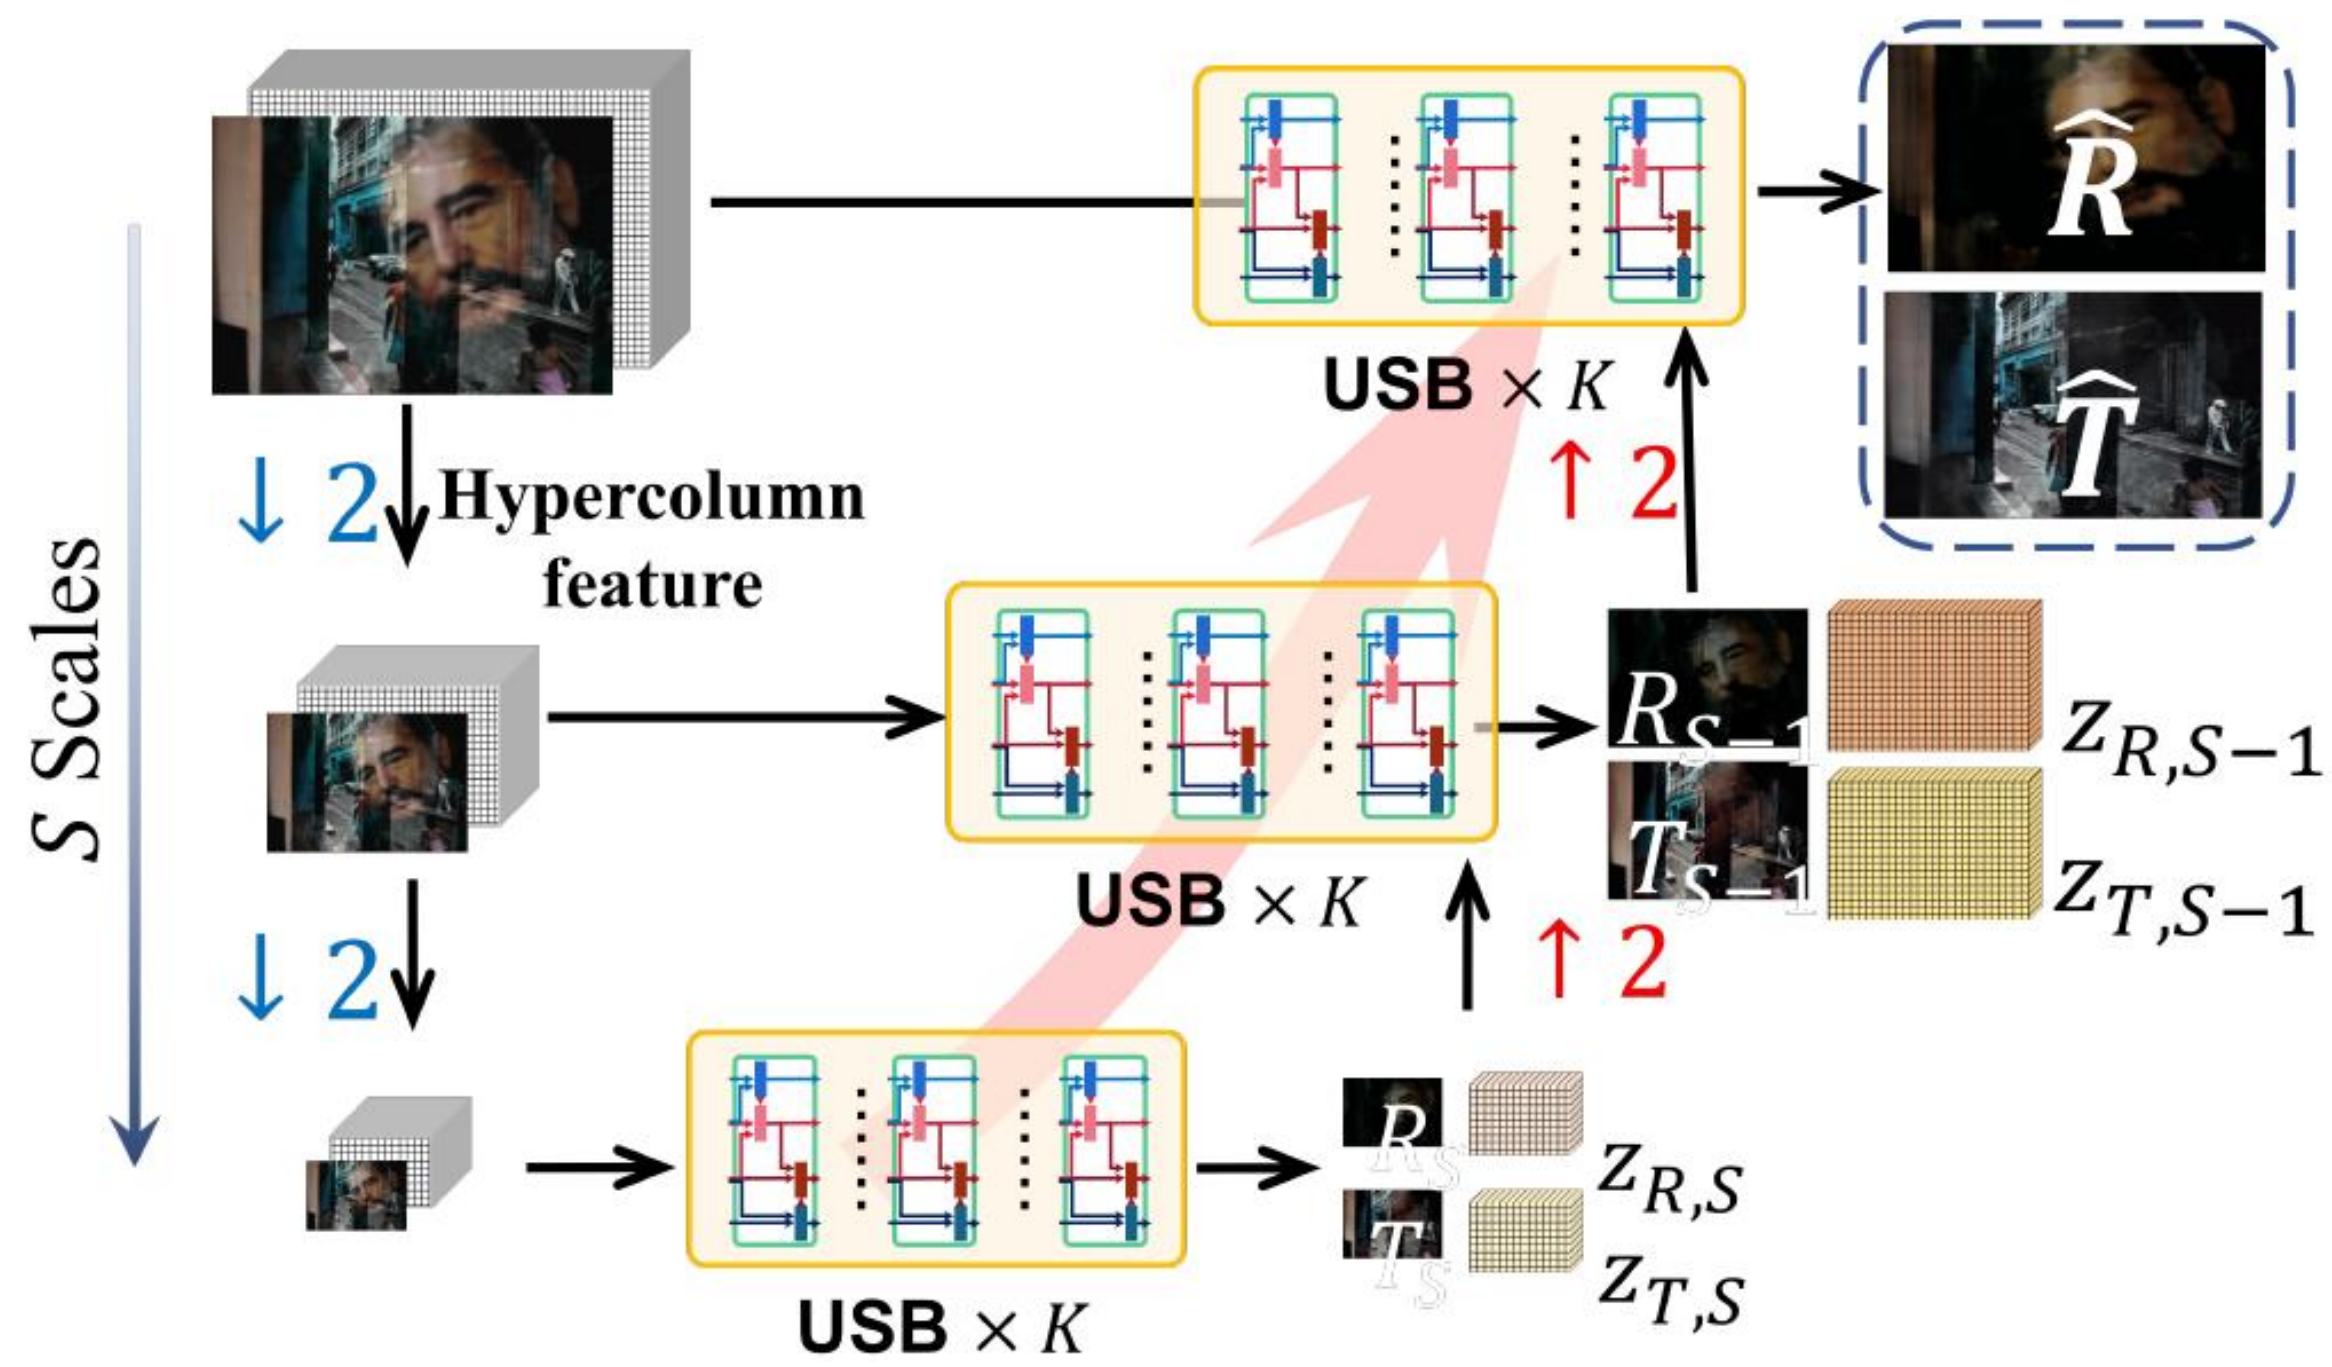 R̂
T̂
USB × K
↓ 2
Hypercolumn
feature
↑ 2
S Scales
R_{S−1}
z_{R,S−1}
T_{S−1}
z_{T,S−1}
USB × K
↓ 2
↑ 2
R_S
z_{R,S}
T_S
z_{T,S}
USB × K